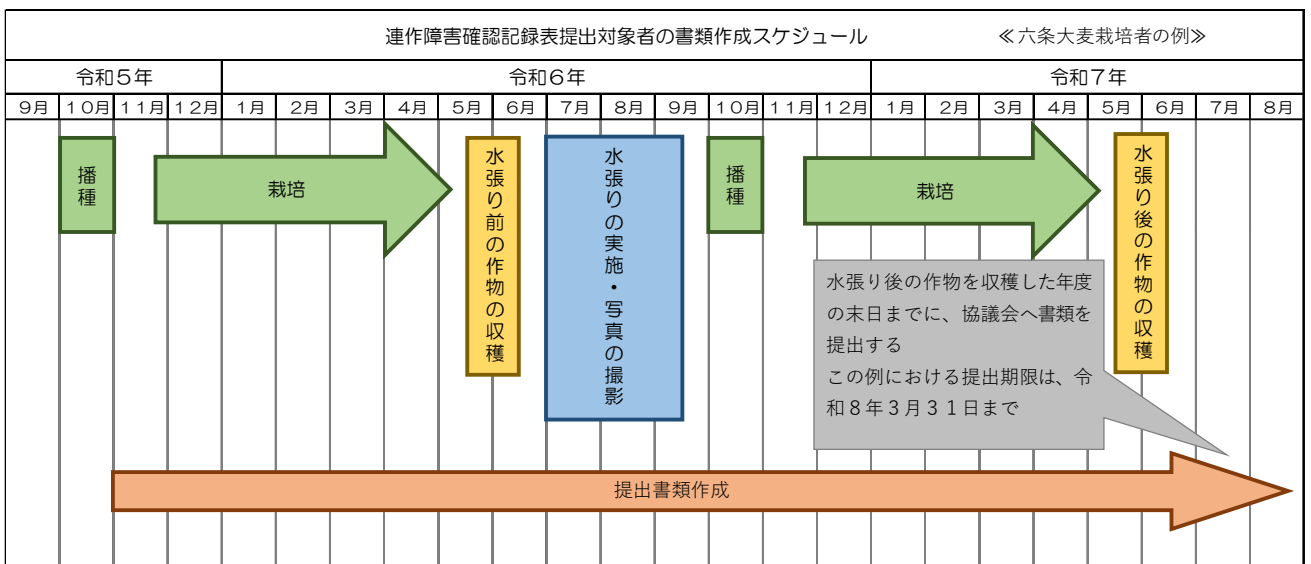 連作障害確認記録表提出対象者の書類作成スケジュール　≪六条大麦栽培者の例≫
令和５年　令和６年　令和７年
９月　１０月　１１月　１２月　１月　２月　３月　４月　５月　６月　７月　８月　９月　１０月　１１月　１２月　１月　２月　３月　４月　５月　６月　７月　８月
播種
栽培
水張り前の作物の収穫
水張りの実施・写真の撮影
播種
栽培
水張り後の作物の収穫
水張り後の作物を収穫した年度
の末日までに、協議会へ書類を
提出する
この例における提出期限は、令
和８年３月３１日まで
提出書類作成